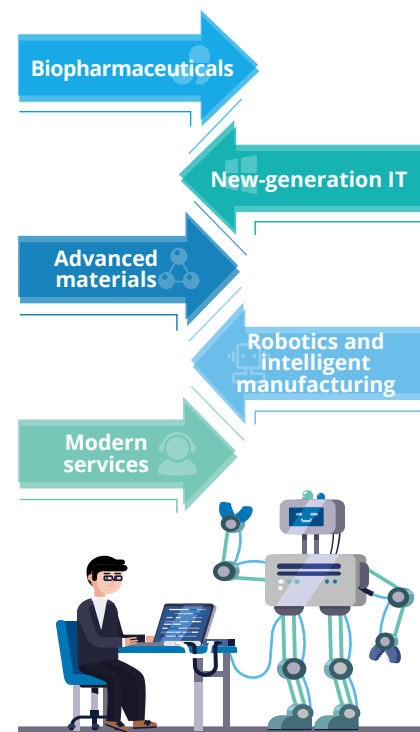 Biopharmaceuticals
New-generation IT
Advanced
materials
Robotics and
intelligent
manufacturing
Modern
services